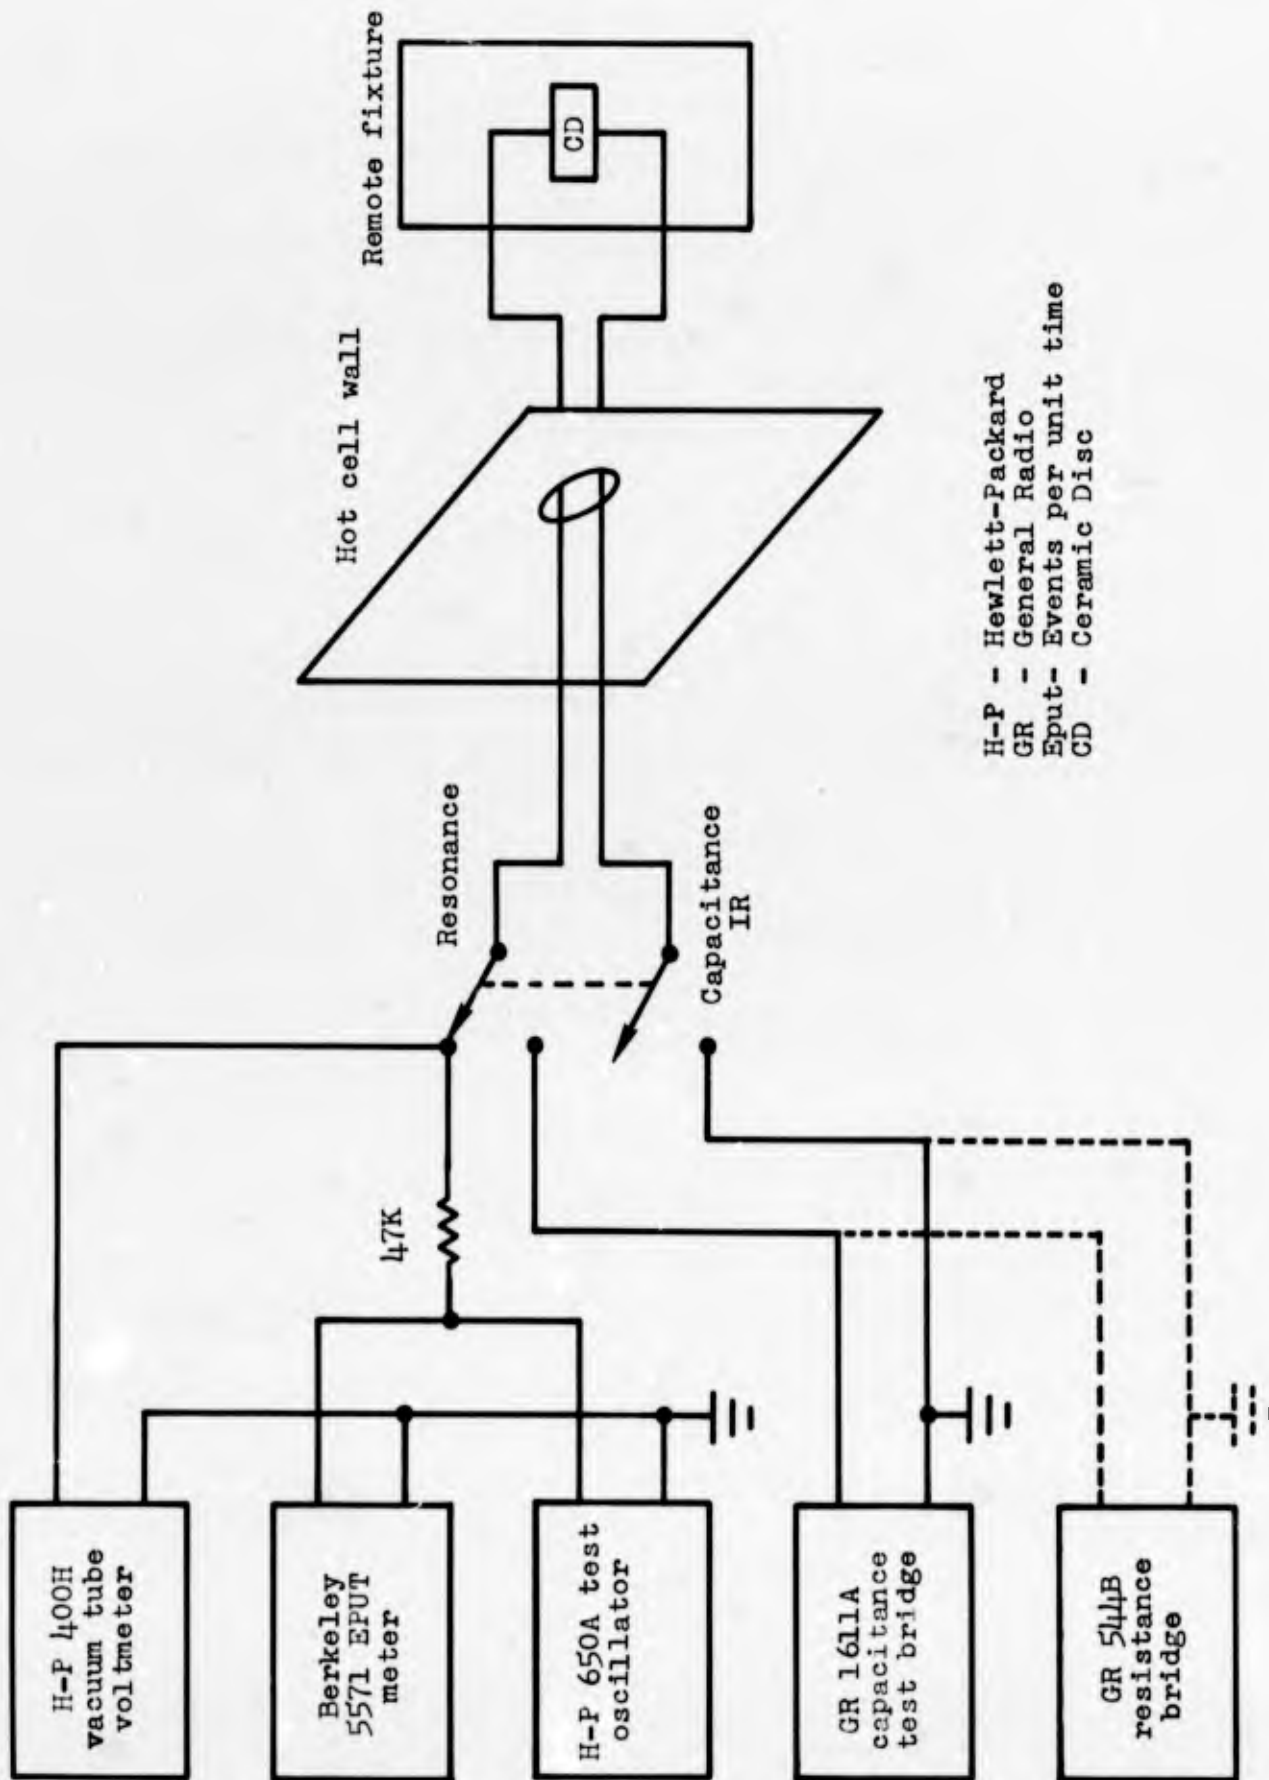 H-P 400H
vacuum tube
voltmeter
Berkeley
5571 EPUT
meter
H-P 650A test
oscillator
GR 1611A
capacitance
test bridge
GR 544B
resistance
bridge
47K
Resonance
Capacitance
IR
Hot cell wall
Remote fixture
CD
H-P - Hewlett-Packard
GR - General Radio
Eput- Events per unit time
CD - Ceramic Disc